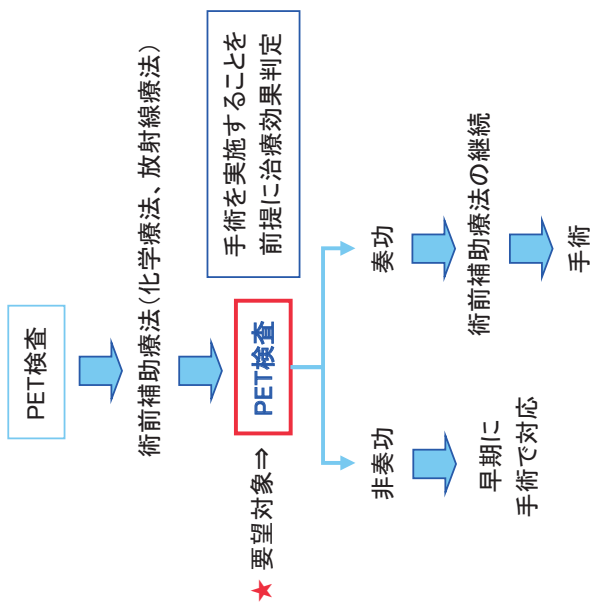 PET検査
術前補助療法(化学療法、放射線療法)
★ 要望対象⇒
PET検査
手術を実施することを
前提に治療効果判定
非奏功
早期に
手術で対応
奏功
術前補助療法の継続
手術